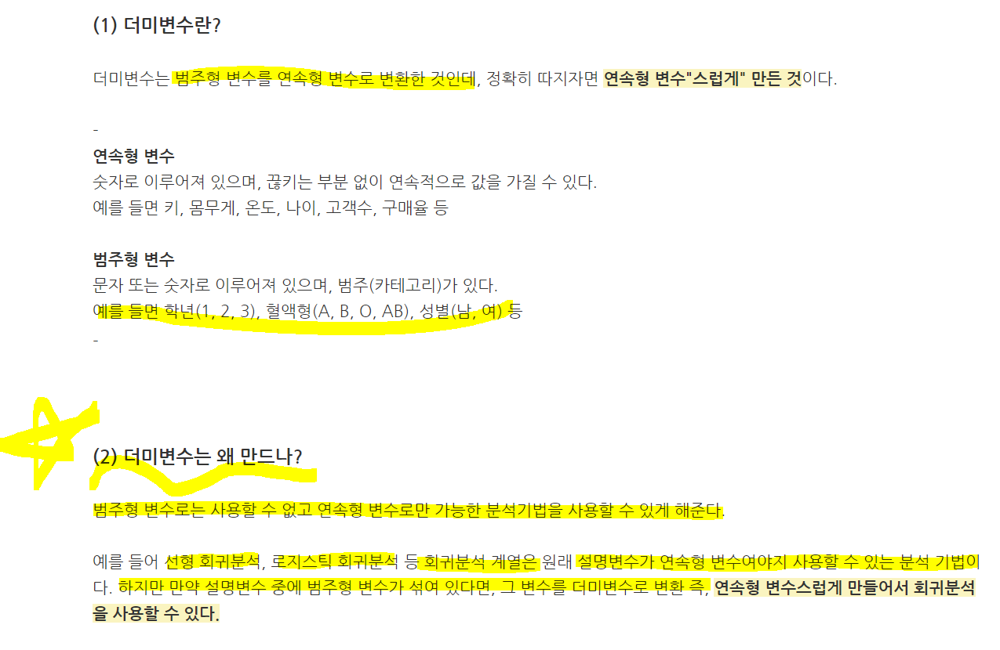 (1) 더미변수란?
더미변수는 범주형 변수를 연속형 변수로 변환한 것인데, 정확히 따지자면 연속형 변수"스럽게" 만든 것이다.
-
연속형 변수
숫자로 이루어져 있으며, 끊키는 부분 없이 연속적으로 값을 가질 수 있다.
예를 들면 키, 몸무게, 온도, 나이, 고객수, 구매율 등
범주형 변수
문자 또는 숫자로 이루어져 있으며, 범주(카테고리)가 있다.
예를 들면 학년(1, 2, 3), 혈액형(A, B, O, AB), 성별(남, 여) 등
-
(2) 더미변수는 왜 만드나?
범주형 변수로는 사용할 수 없고 연속형 변수로만 가능한 분석기법을 사용할 수 있게 해준다.
예를 들어 선형 회귀분석, 로지스틱 회귀분석 등 회귀분석 계열은 원래 설명변수가 연속형 변수여야지 사용할 수 있는 분석 기법이
다. 하지만 만약 설명변수 중에 범주형 변수가 섞여 있다면, 그 변수를 더미변수로 변환 즉, 연속형 변수스럽게 만들어서 회귀분석
을 사용할 수 있다.